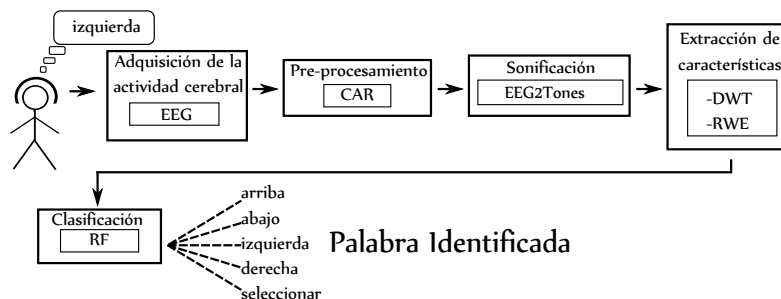 izquierda
Adquisición de la
actividad cerebral
EEG
Pre-procesamiento
CAR
Sonificación
EEG2Tones
Extracción de
características
-DWT
-RWE
Clasificación
RF
arriba
abajo
izquierda
derecha
seleccionar
Palabra Identificada